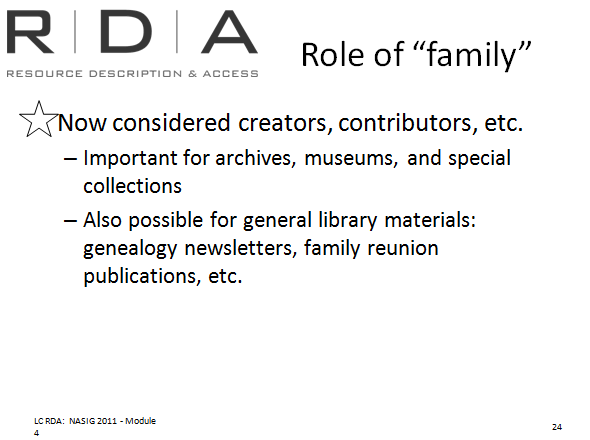 R | D | A
RESOURCE DESCRIPTION & ACCESS
Role of “family”
Now considered creators, contributors, etc.
– Important for archives, museums, and special
collections
– Also possible for general library materials:
genealogy newsletters, family reunion
publications, etc.
LC RDA: NASIG 2011 - Module
4
24